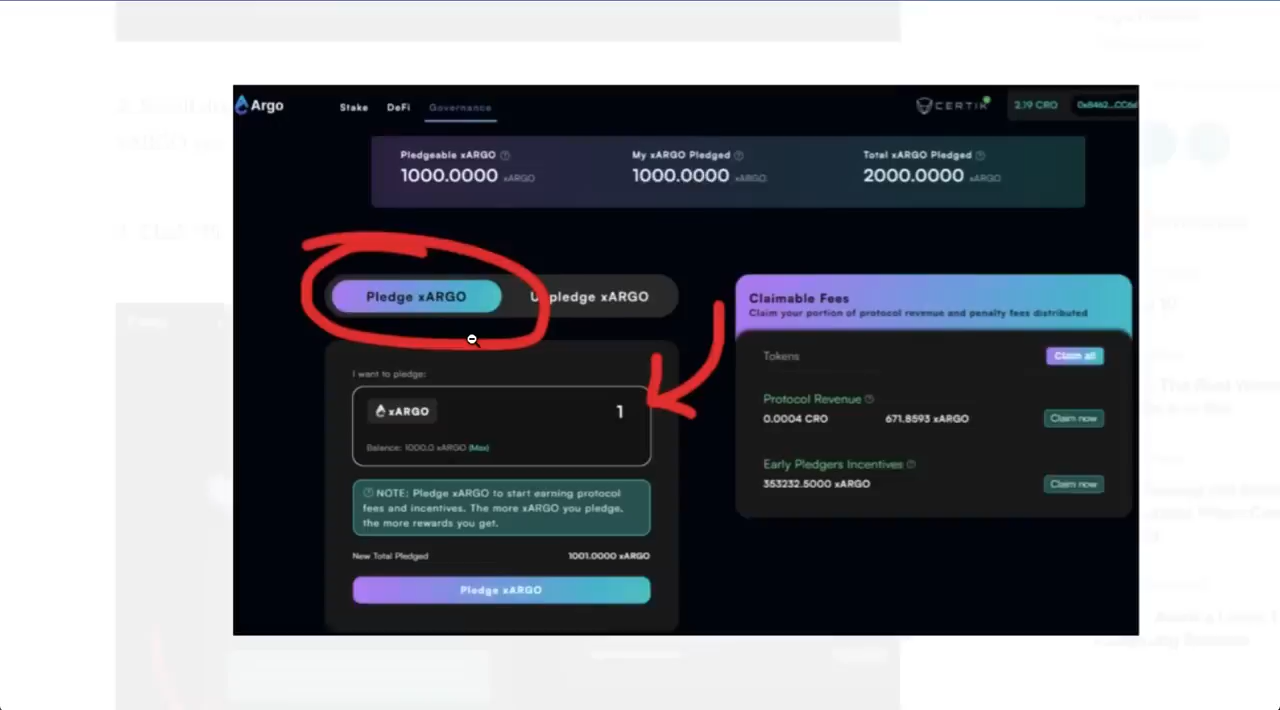 Argo
Stake DeFi Governance
CERTIK 2.19 CRO
Pledgeable xARGO My xARGO Pledged Total xARGO Pledged
1000.0000 xARGO 1000.0000 xARGO 2000.0000 xARGO
Pledge xARGO U pledge xARGO
Claimable Fees
Claim your portion of protocol revenue and penalty fees distributed
Tokens Claim all
I want to pledge:
xARGO 1
Balance: 1000.0 xARGO (Max)
Protocol Revenue
0.0004 CRO 671.8593 xARGO Claim now
Early Pledgers Incentives
353232.5000 xARGO Claim now
NOTE: Pledge xARGO to start earning protocol
fees and incentives. The more xARGO you pledge,
the more rewards you get.
New Total Pledged 1001.0000 xARGO
Pledge xARGO